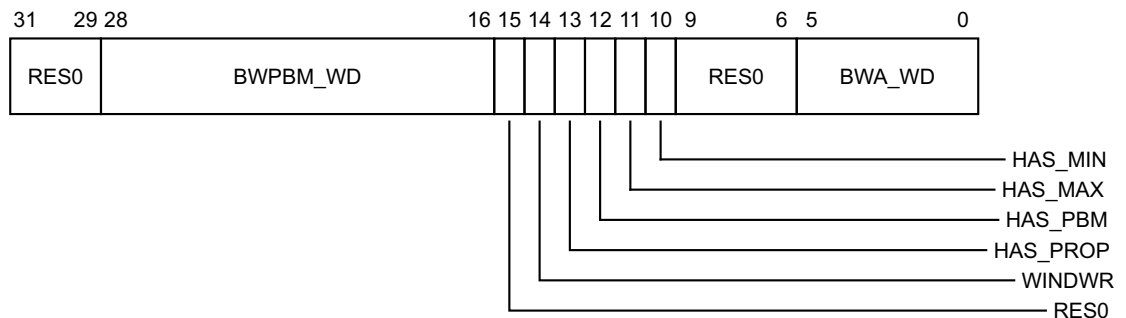 31 29 28 16 15 14 13 12 11 10 9 6 5 0
RES0 BWPBM_WD RES0 BWA_WD
HAS_MIN
HAS_MAX
HAS_PBM
HAS_PROP
WINDWR
RES0